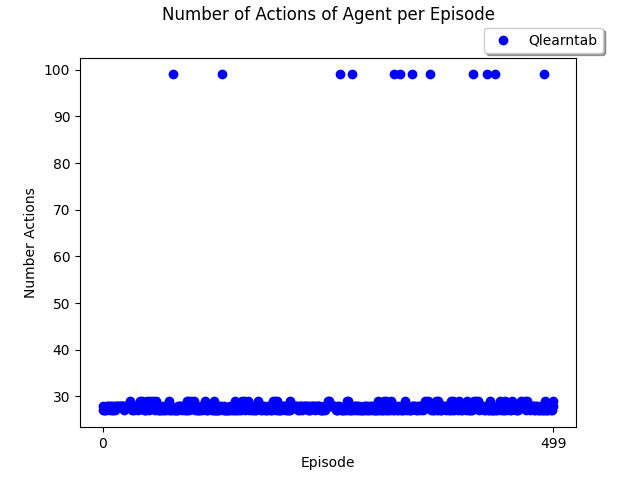 Number of Actions of Agent per Episode
Qlearntab
100
90
80
70
60
50
40
30
Number Actions
0
499
Episode